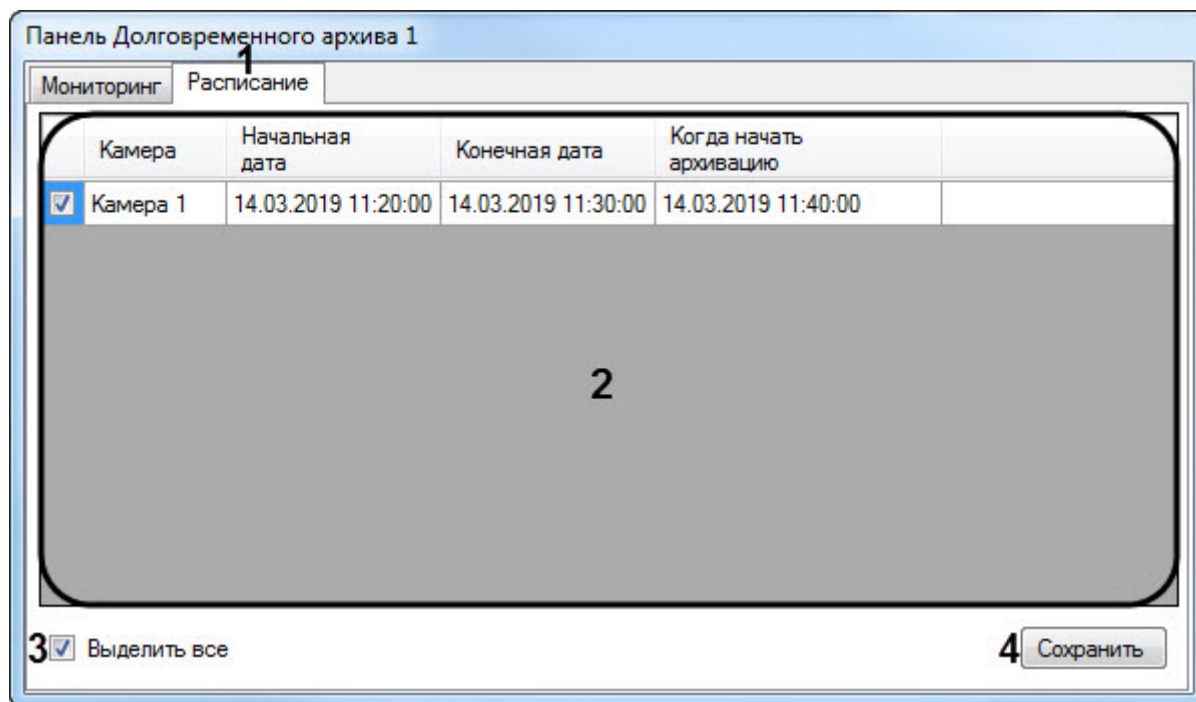 Панель Долговременного архива 1
1
Мониторинг Расписание
Камера Начальная дата Конечная дата Когда начать архивацию
Камера 1 14.03.2019 11:20:00 14.03.2019 11:30:00 14.03.2019 11:40:00
2
3 Выделить все 4 Сохранить